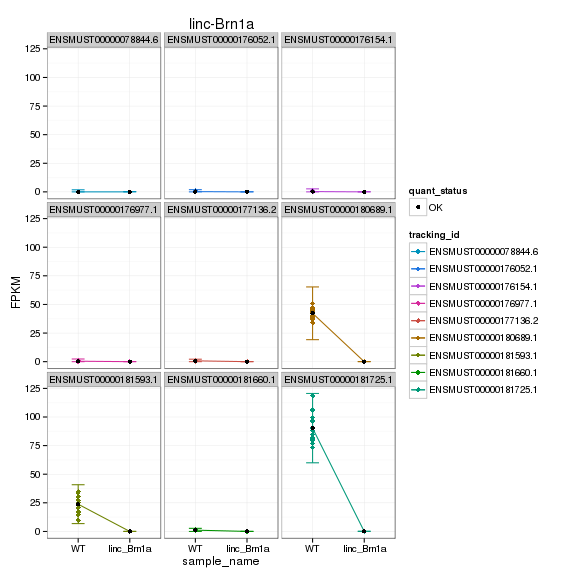 linc-Brn1a
ENSMUST00000078844.6 ENSMUST00000176052.1 ENSMUST00000176154.1
125
100
75
50
25
0
ENSMUST00000176977.1 ENSMUST00000177136.2 ENSMUST00000180689.1
125
100
75
50
25
0
FPKM
ENSMUST00000181593.1 ENSMUST00000181660.1 ENSMUST00000181725.1
125
100
75
50
25
0
WT linc_Brn1a WT linc_Brn1a WT linc_Brn1a
sample_name
quant_status
OK
tracking_id
ENSMUST00000078844.6
ENSMUST00000176052.1
ENSMUST00000176154.1
ENSMUST00000176977.1
ENSMUST00000177136.2
ENSMUST00000180689.1
ENSMUST00000181593.1
ENSMUST00000181660.1
ENSMUST00000181725.1